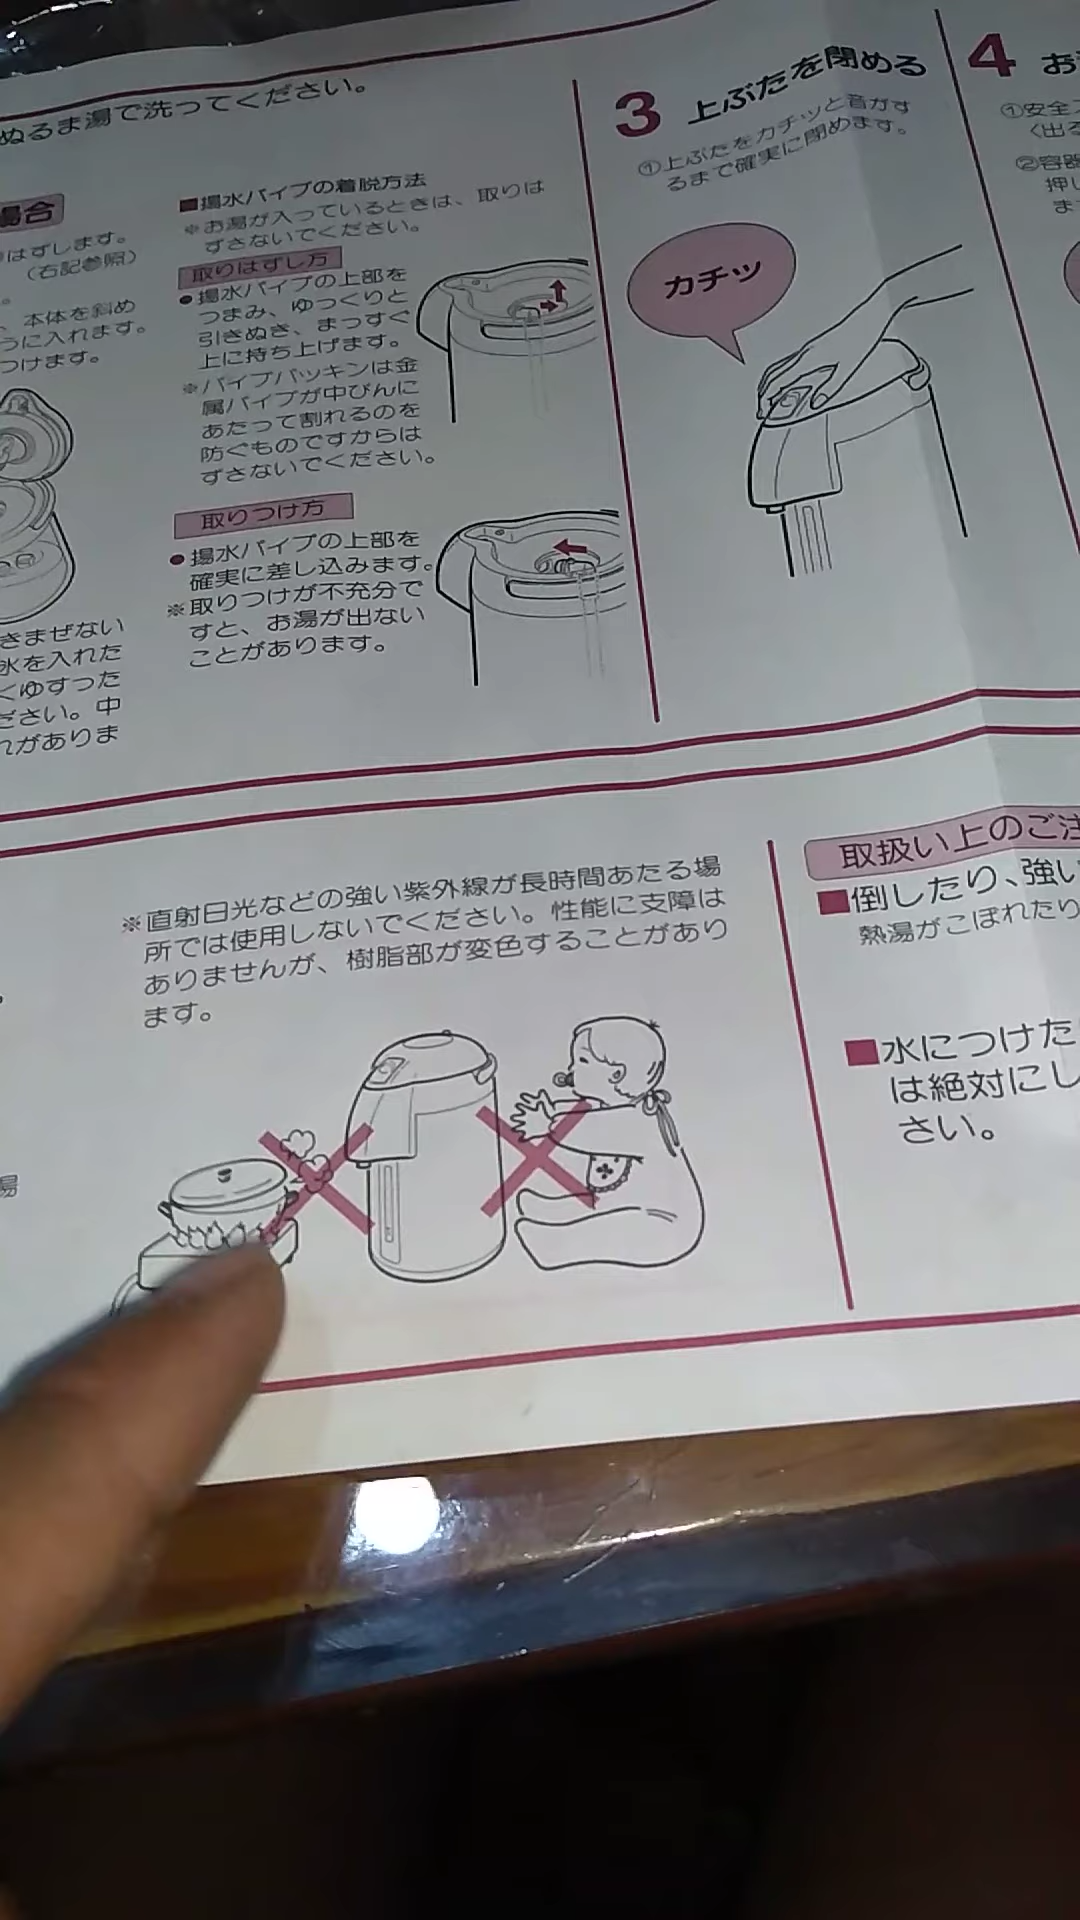 ぬるま湯で洗ってください。
場合
はずします。
(右記参照)
。
、本体を斜め
うに入れます。
つけます。
きまぜない
氷を入れた
くゆすった
ださい。中
れがありま
■揚水パイプの着脱方法
※お湯が入っているときは、取りは
ずさないでください。
取りはずし方
●揚水パイプの上部を
つまみ、ゆっくりと
引きぬき、まっすぐ
上に持ち上げます。
※パイプパッキンは金
属パイプが中びんに
あたって割れるのを
防ぐものですからは
ずさないでください。
取りつけ方
●揚水パイプの上部を
確実に差し込みます。
※取りつけが不充分で
すと、お湯が出ない
ことがあります。
3 上ぶたを閉める
①上ぶたをカチッと音がす
るまで確実に閉めます。
カチッ
4 お
①安全
く出る
②容器
押し
ま
※直射日光などの強い紫外線が長時間あたる場
所では使用しないでください。性能に支障は
ありませんが、樹脂部が変色することがあり
ます。
。
湯
取扱い上のご注
■倒したり、強い
熱湯がこぼれたり
■水につけた
は絶対にし
さい。